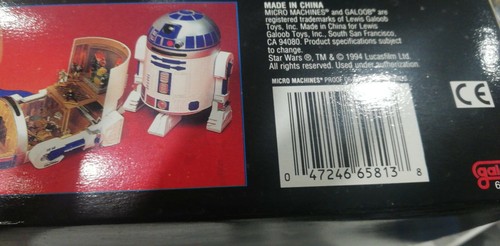 MADE IN CHINA
MICRO MACHINES® and GALOOB® are
registered trademarks of Lewis Galoob
Toys, Inc. Made in China for Lewis
Galoob Toys, Inc., South San Francisco,
CA 94080. Product specifications subject
to change.
Star Wars ®, TM & © 1994 Lucasfilm Ltd.
All rights reserved. Used under authorization.
MICRO MACHINES® PROOF
CE
0 47246 65813 8
gal
6